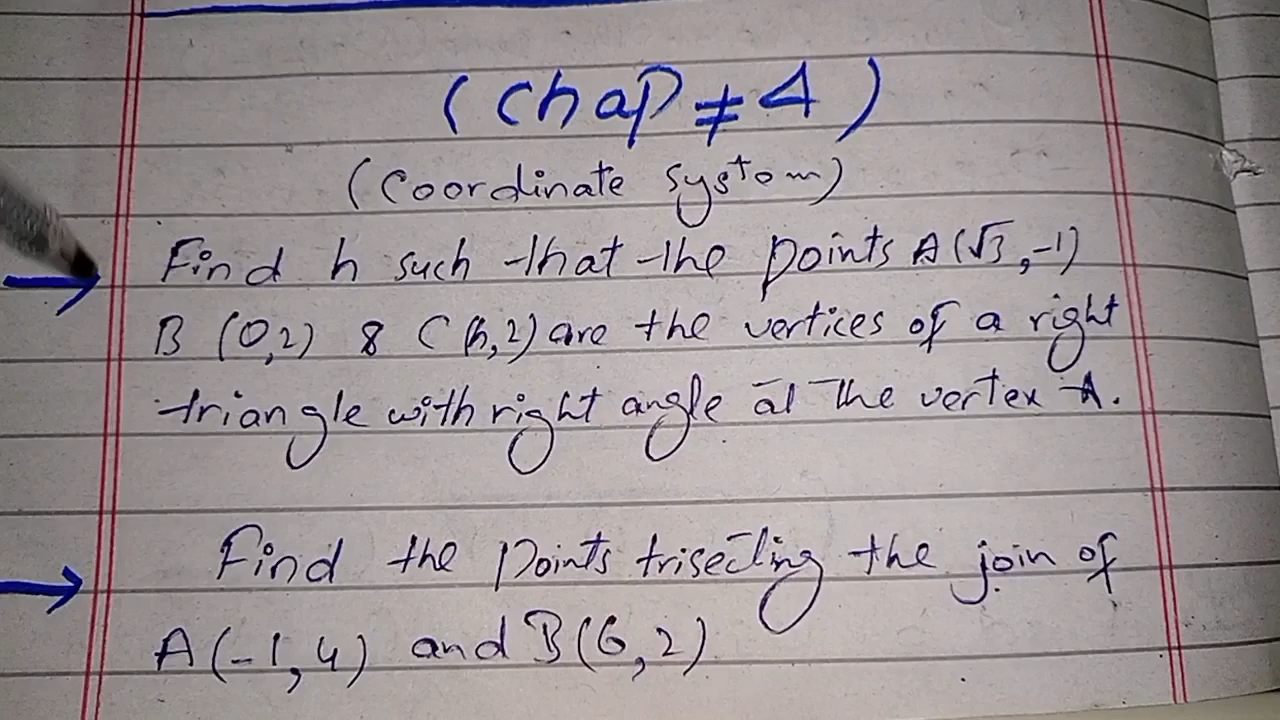 (Chap ≠ 4)
(Coordinate system)
Find h such that the points A(√3,-1)
B (0,2) & C(h,2) are the vertices of a right
triangle with right angle at the vertex A.
Find the points trisecting the join of
A(-1,4) and B(6,2)